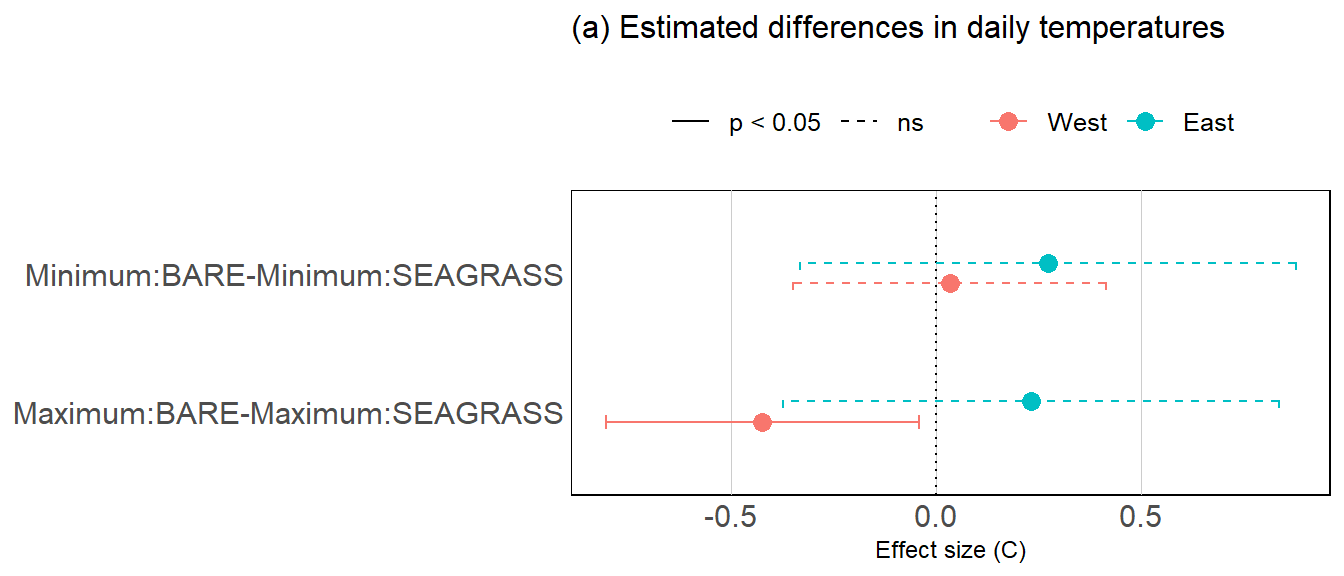 (a) Estimated differences in daily temperatures
p < 0.05 ns West East
Minimum:BARE-Minimum:SEAGRASS
Maximum:BARE-Maximum:SEAGRASS
-0.5 0.0 0.5
Effect size (C)